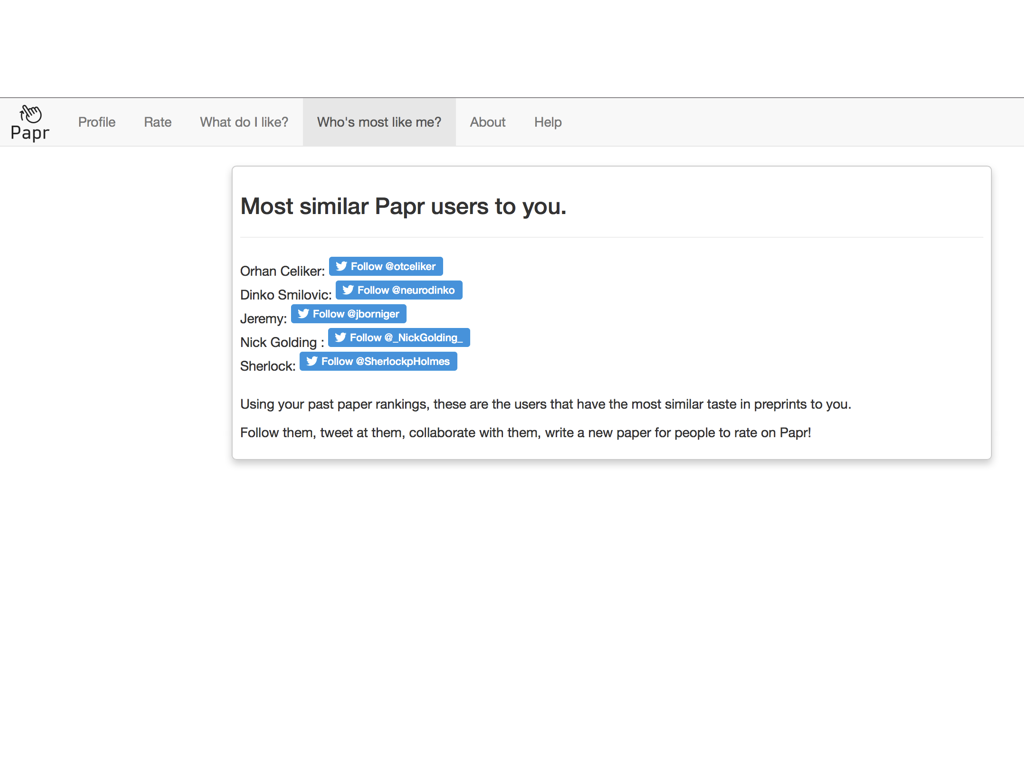 Papr
Profile Rate What do I like? Who's most like me? About Help
Most similar Papr users to you.
Orhan Celiker: Follow @otceliker
Dinko Smilovic: Follow @neurodinko
Jeremy: Follow @jborniger
Nick Golding : Follow @_NickGolding_
Sherlock: Follow @SherlockpHolmes
Using your past paper rankings, these are the users that have the most similar taste in preprints to you.
Follow them, tweet at them, collaborate with them, write a new paper for people to rate on Papr!